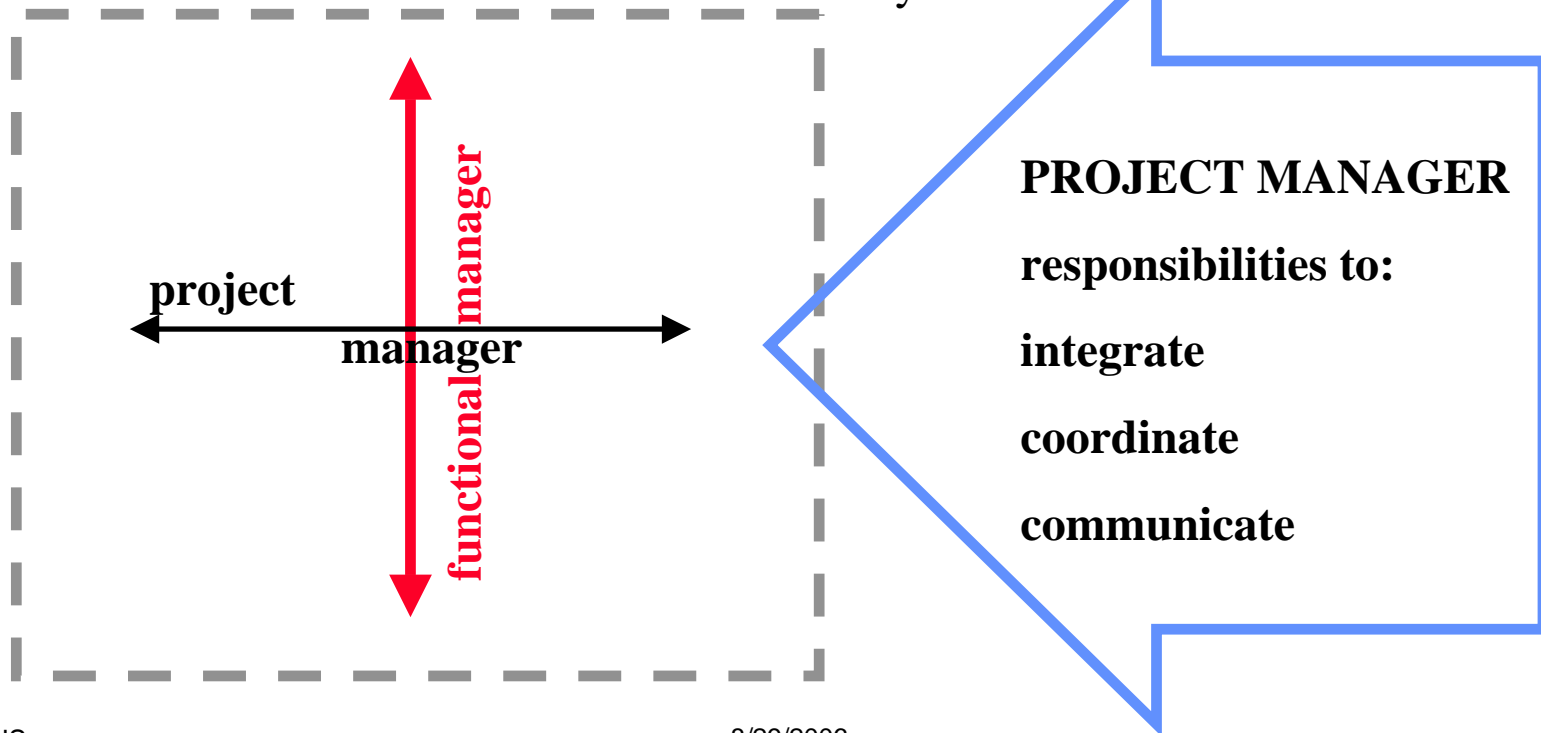 project
manager
functional manager
PROJECT MANAGER
responsibilities to:
integrate
coordinate
communicate